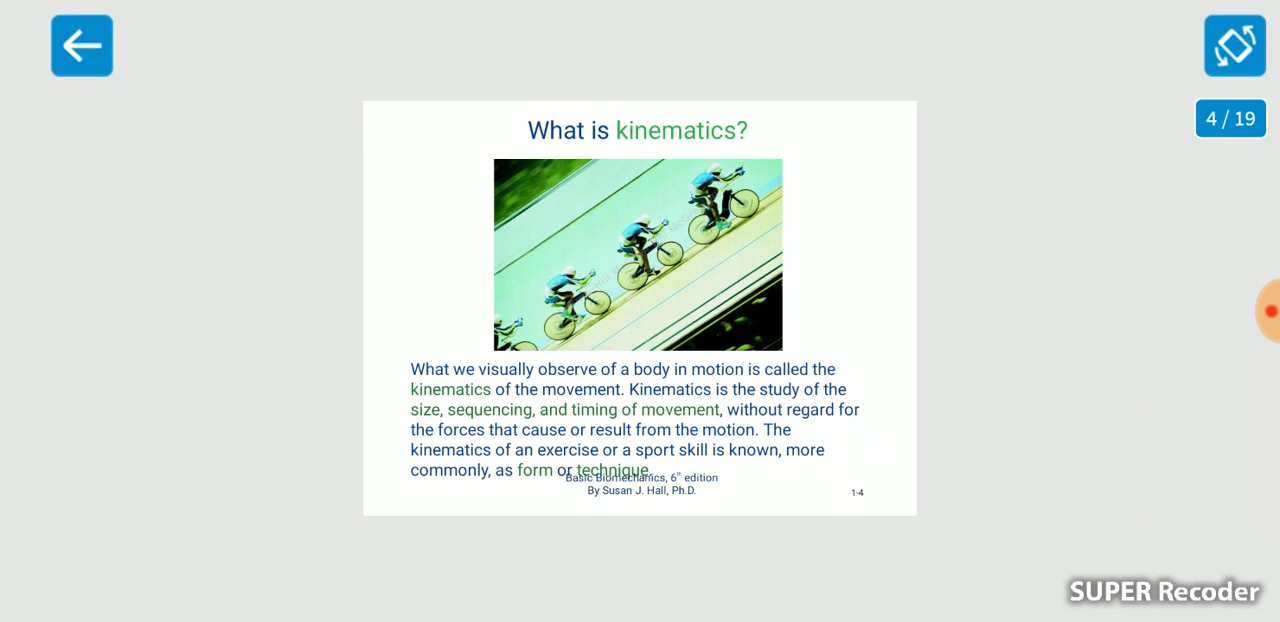 4 / 19
What is kinematics?
What we visually observe of a body in motion is called the
kinematics of the movement. Kinematics is the study of the
size, sequencing, and timing of movement, without regard for
the forces that cause or result from the motion. The
kinematics of an exercise or a sport skill is known, more
commonly, as form or technique.
Basic Biomechanics, 6th edition
By Susan J. Hall, Ph.D.
1-4
SUPER Recoder